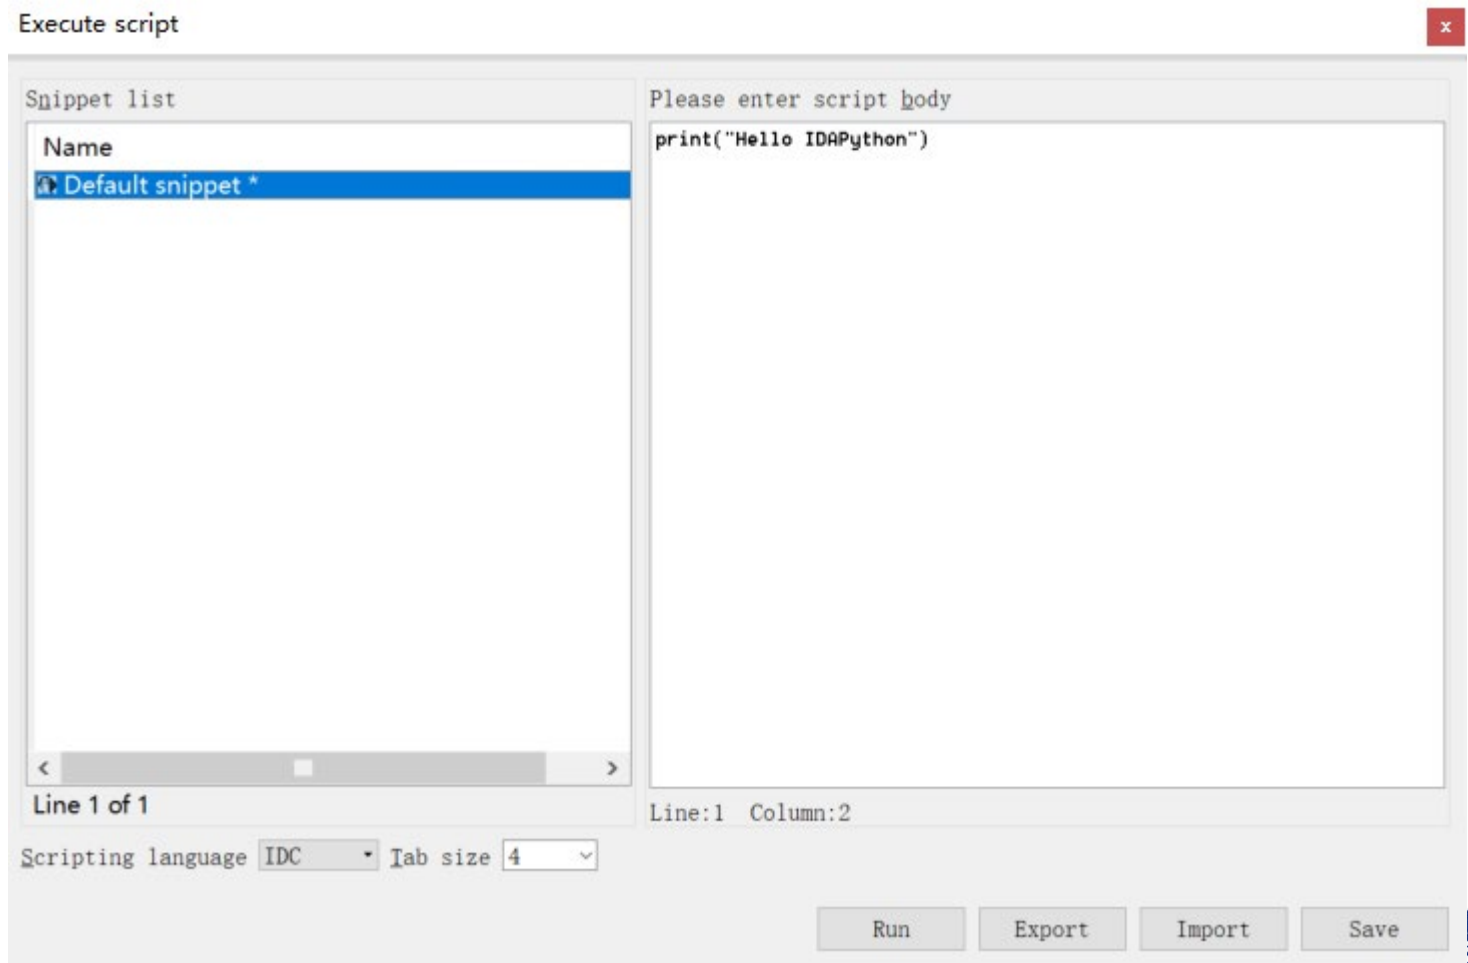 Execute script
x
Snippet list
Name
Default snippet *
Line 1 of 1
Please enter script body
print("Hello IDAPython")
Line:1 Column:2
Scripting language IDC Tab size 4
Run Export Import Save